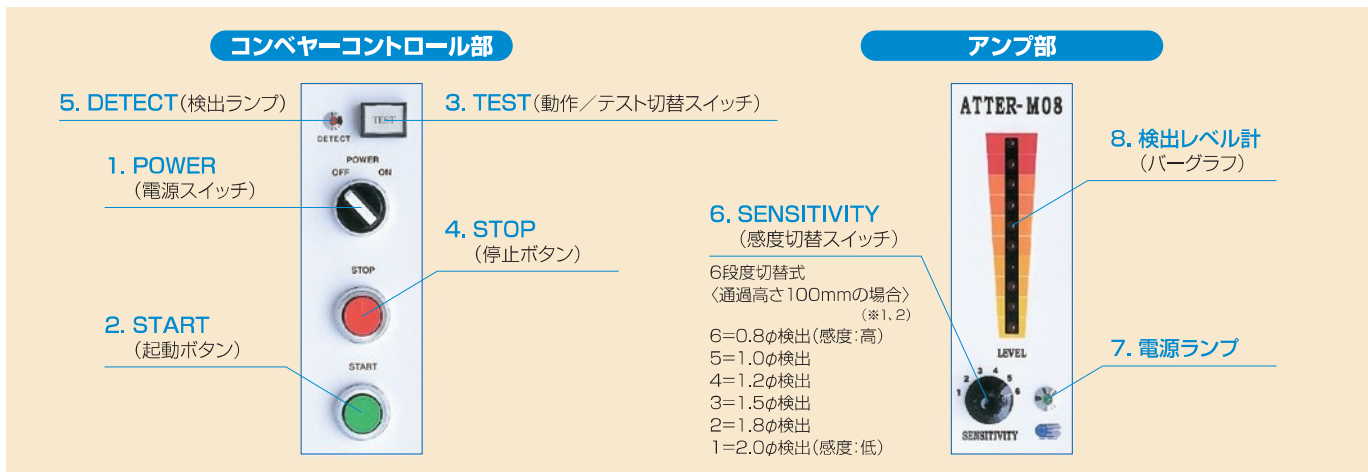 コンベヤーコントロール部
5. DETECT(検出ランプ)
3. TEST(動作/テスト切替スイッチ)
1. POWER
(電源スイッチ)
4. STOP
(停止ボタン)
2. START
(起動ボタン)
TEST
DETECT
POWER
OFF ON
STOP
START
アンプ部
8. 検出レベル計
(バーグラフ)
6. SENSITIVITY
(感度切替スイッチ)
6段度切替式
〈通過高さ100mmの場合〉
(※1、2)
6=0.8φ検出(感度:高)
5=1.0φ検出
4=1.2φ検出
3=1.5φ検出
2=1.8φ検出
1=2.0φ検出(感度:低)
7. 電源ランプ
ATTER-M08
LEVEL
1 2 3 4 5 6
SENSITIVITY